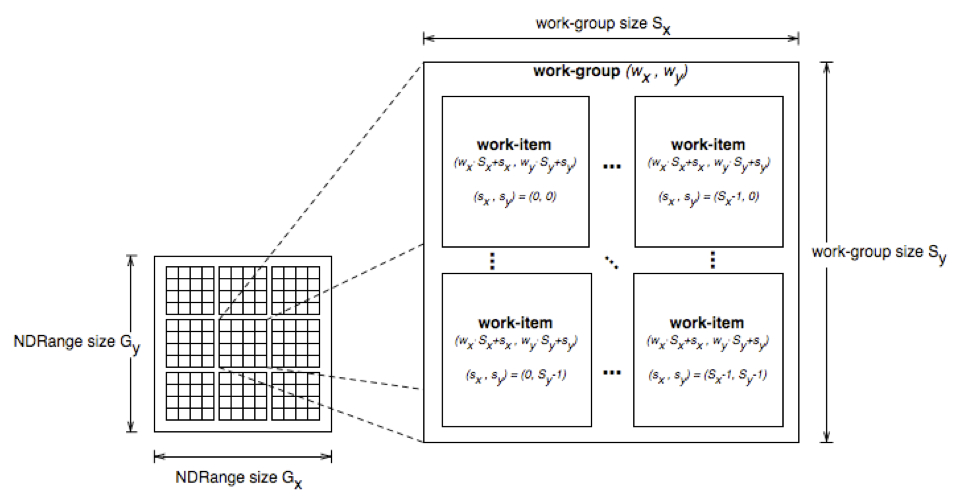 work-group size Sx
work-group (wx , wy)
work-item
(wx· Sx+sx , wy· Sy+sy)
(sx , sy) = (0, 0)
...
work-item
(wx· Sx+sx , wy· Sy+sy)
(sx , sy) = (Sx-1, 0)
work-group size Sy
work-item
(wx· Sx+sx , wy· Sy+sy)
(sx , sy) = (0, Sy-1)
...
work-item
(wx· Sx+sx , wy· Sy+sy)
(sx , sy) = (Sx-1, Sy-1)
NDRange size Gy
NDRange size Gx